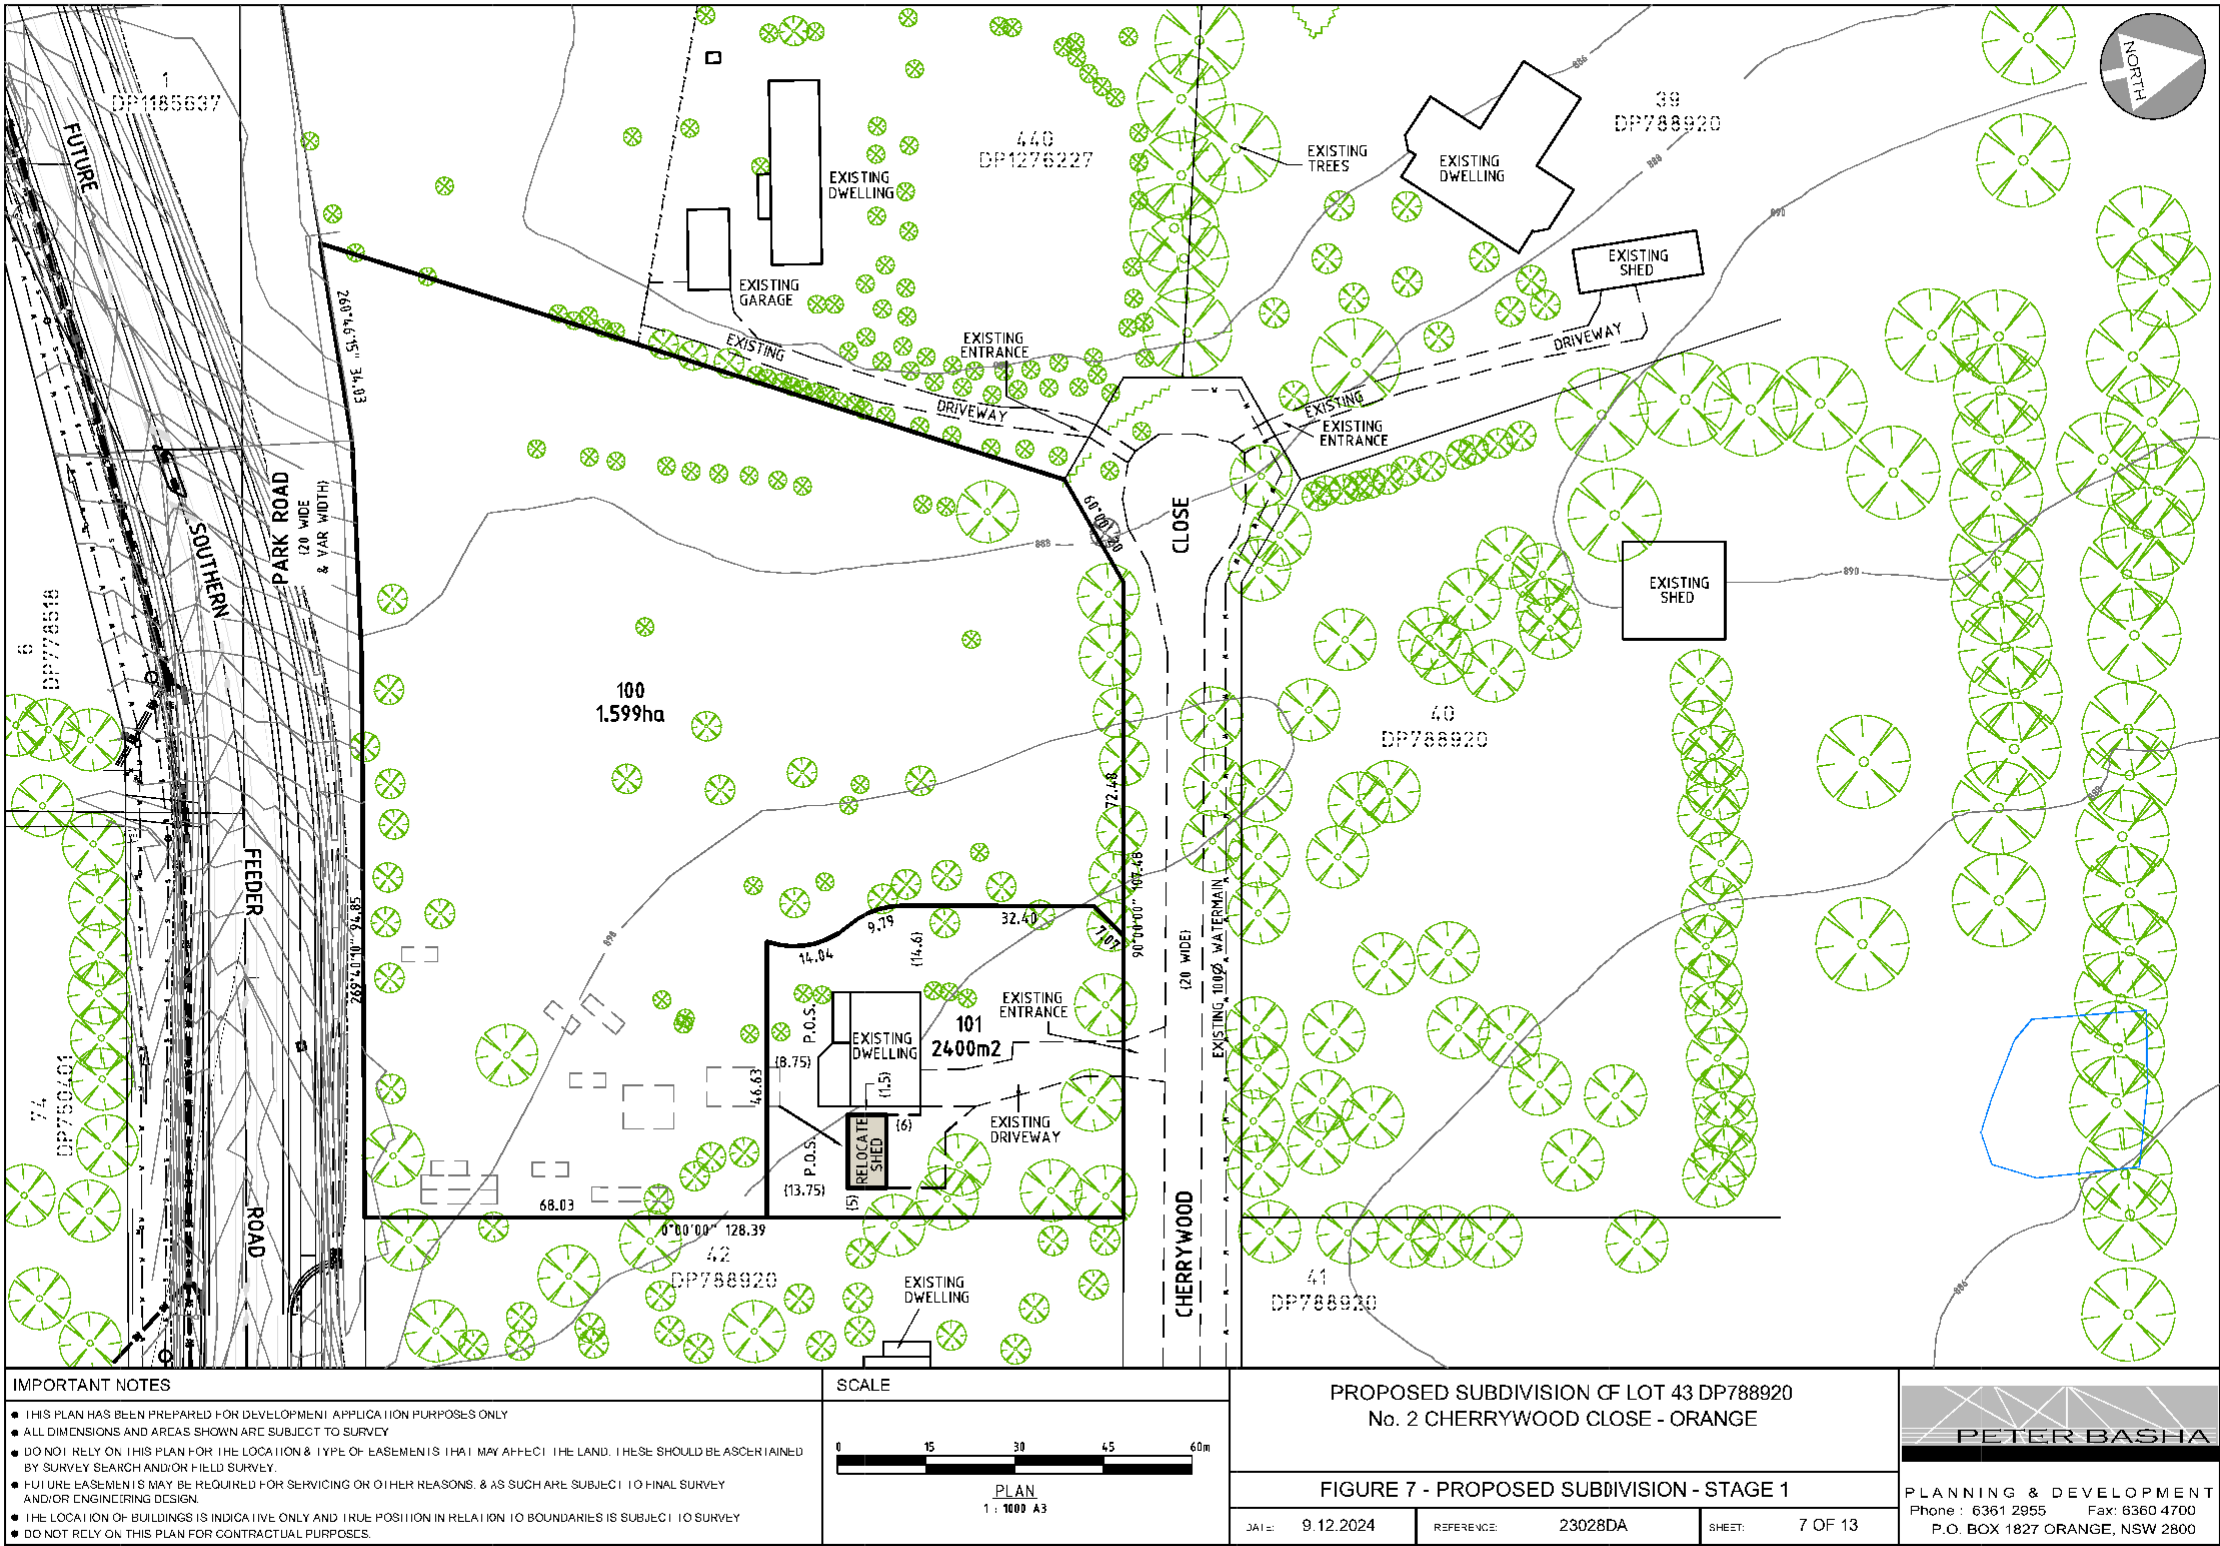 1
DP1185637
FUTURE
SOUTHERN
FEEDER
ROAD
PARK ROAD
(20 WIDE
& VAR WIDTH)
6
DP778518
74
DP750401
260°46'15" 34.03
269°40'10" 94.85
EXISTING
DWELLING
EXISTING
GARAGE
440
DP1276227
EXISTING
TREES
EXISTING
DWELLING
39
DP788920
EXISTING
SHED
886
888
890
NORTH
EXISTING
DRIVEWAY
EXISTING
ENTRANCE
EXISTING
DRIVEWAY
EXISTING
ENTRANCE
CLOSE
888
EXISTING
SHED
890
100
1.599ha
40
DP788920
72.48
90°00'00" 107.48
(20 WIDE)
EXISTING 100Ø WATERMAIN
888
890
14.04
9.79
32.40
7.07
(14.6)
P.O.S.
EXISTING
DWELLING
101
2400m2
EXISTING
ENTRANCE
(8.75)
46.63
(1.5)
(6)
EXISTING
DRIVEWAY
RELOCATE
SHED
P.O.S.
(13.75)
(5)
68.03
0°00'00" 128.39
42
DP788920
EXISTING
DWELLING
CHERRYWOOD
41
DP788920
886
IMPORTANT NOTES
● THIS PLAN HAS BEEN PREPARED FOR DEVELOPMENT APPLICATION PURPOSES ONLY
● ALL DIMENSIONS AND AREAS SHOWN ARE SUBJECT TO SURVEY
● DO NOT RELY ON THIS PLAN FOR THE LOCATION & TYPE OF EASEMENTS THAT MAY AFFECT THE LAND. THESE SHOULD BE ASCERTAINED
BY SURVEY SEARCH AND/OR FIELD SURVEY.
● FUTURE EASEMENTS MAY BE REQUIRED FOR SERVICING OR OTHER REASONS. & AS SUCH ARE SUBJECT TO FINAL SURVEY
AND/OR ENGINEERING DESIGN.
● THE LOCATION OF BUILDINGS IS INDICATIVE ONLY AND TRUE POSITION IN RELATION TO BOUNDARIES IS SUBJECT TO SURVEY
● DO NOT RELY ON THIS PLAN FOR CONTRACTUAL PURPOSES.
SCALE
0 15 30 45 60m
PLAN
1 : 1000 A3
PROPOSED SUBDIVISION OF LOT 43 DP788920
No. 2 CHERRYWOOD CLOSE - ORANGE
FIGURE 7 - PROPOSED SUBDIVISION - STAGE 1
DATE: 9.12.2024
REFERENCE: 23028DA
SHEET: 7 OF 13
PETER BASHA
PLANNING & DEVELOPMENT
Phone : 6361 2955 Fax: 6360 4700
P.O. BOX 1827 ORANGE, NSW 2800